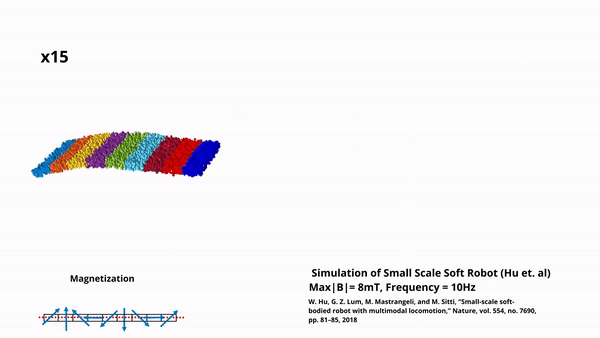 x15
Magnetization
Simulation of Small Scale Soft Robot (Hu et. al)
Max|B|= 8mT, Frequency = 10Hz
W. Hu, G. Z. Lum, M. Mastrangeli, and M. Sitti, "Small-scale soft-
bodied robot with multimodal locomotion," Nature, vol. 554, no. 7690,
pp. 81–85, 2018